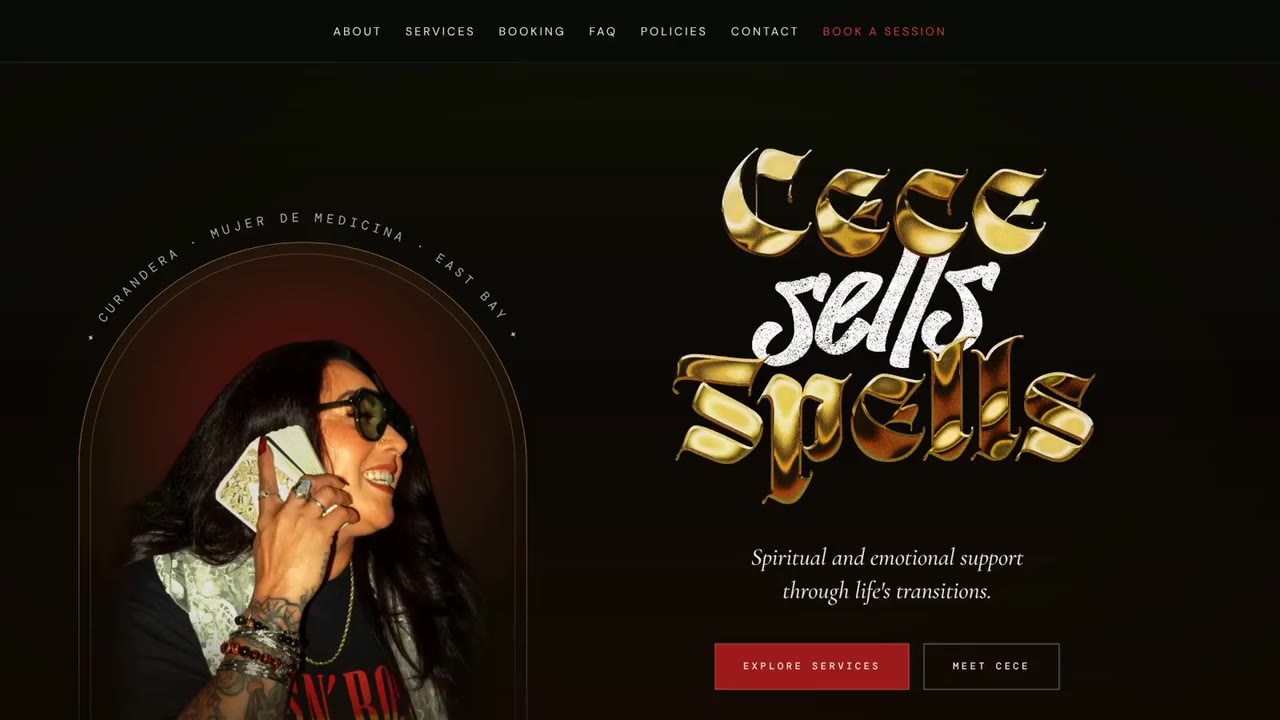 ABOUT SERVICES BOOKING FAQ POLICIES CONTACT BOOK A SESSION
✦ CURANDERA · MUJER DE MEDICINA · EAST BAY ✦
Cece
sells
Spells
Spiritual and emotional support
through life's transitions.
EXPLORE SERVICES
MEET CECE